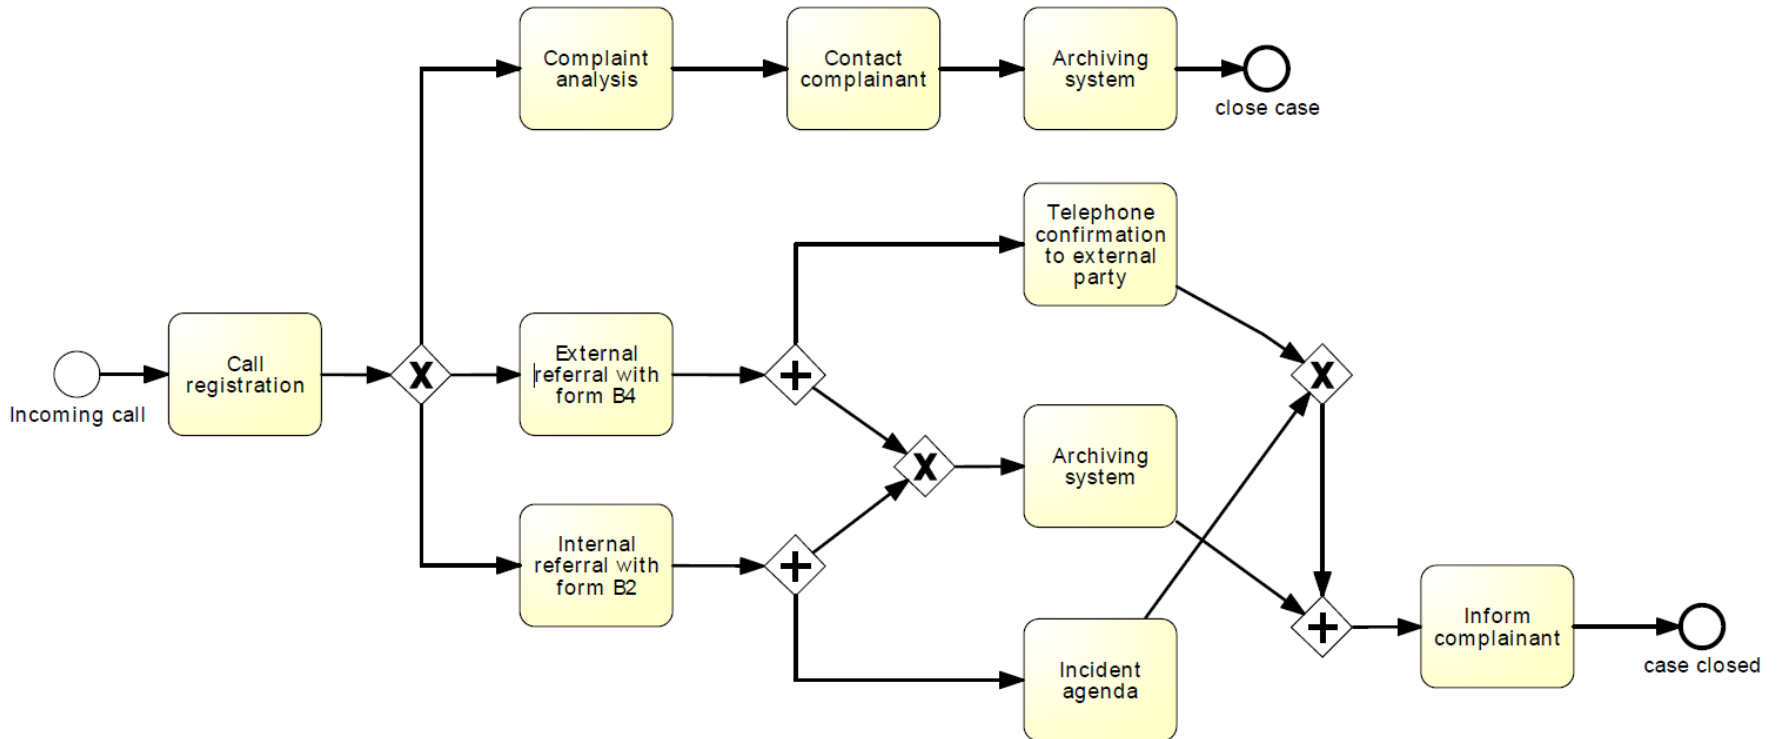 Complaint
analysis
Contact
complainant
Archiving
system
close case
Telephone
confirmation
to external
party
Call
registration
Incoming call
X
External
referral with
form B4
+
X
X
Archiving
system
Internal
referral with
form B2
+
+
Incident
agenda
Inform
complainant
case closed